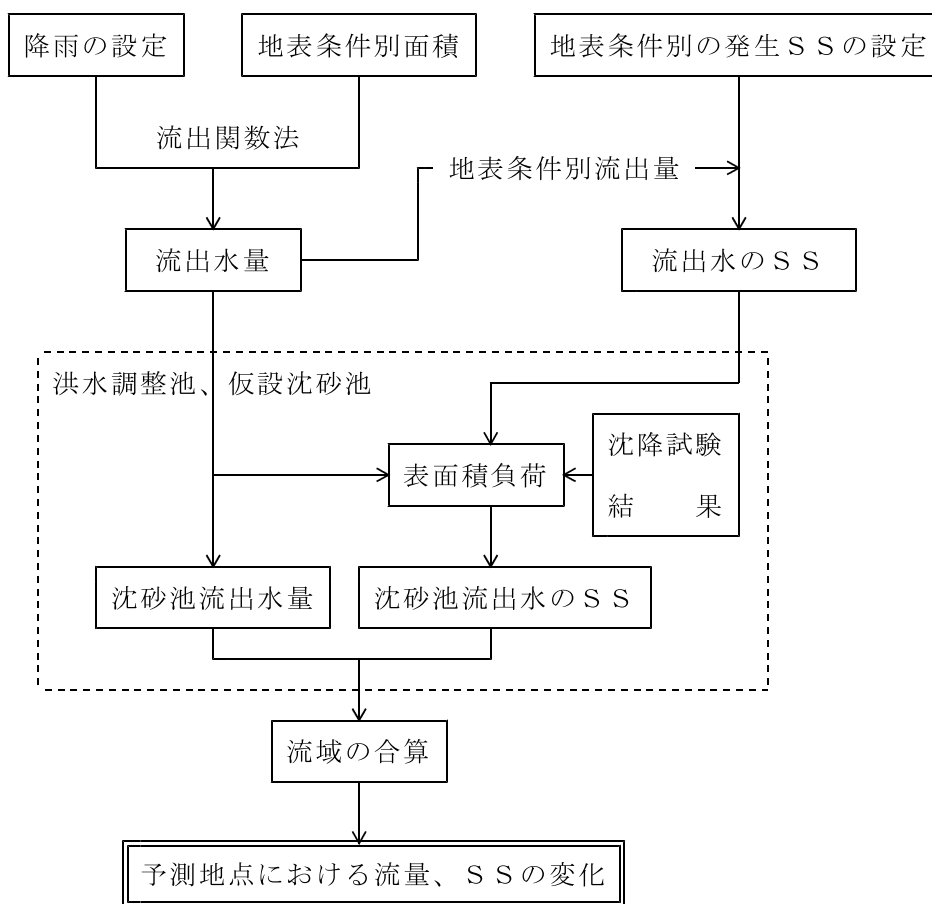 降雨の設定
地表条件別面積
地表条件別の発生ＳＳの設定
流出関数法
地表条件別流出量
流出水量
流出水のＳＳ
洪水調整池、仮設沈砂池
沈降試験
結　　果
表面積負荷
沈砂池流出水量
沈砂池流出水のＳＳ
流域の合算
予測地点における流量、ＳＳの変化